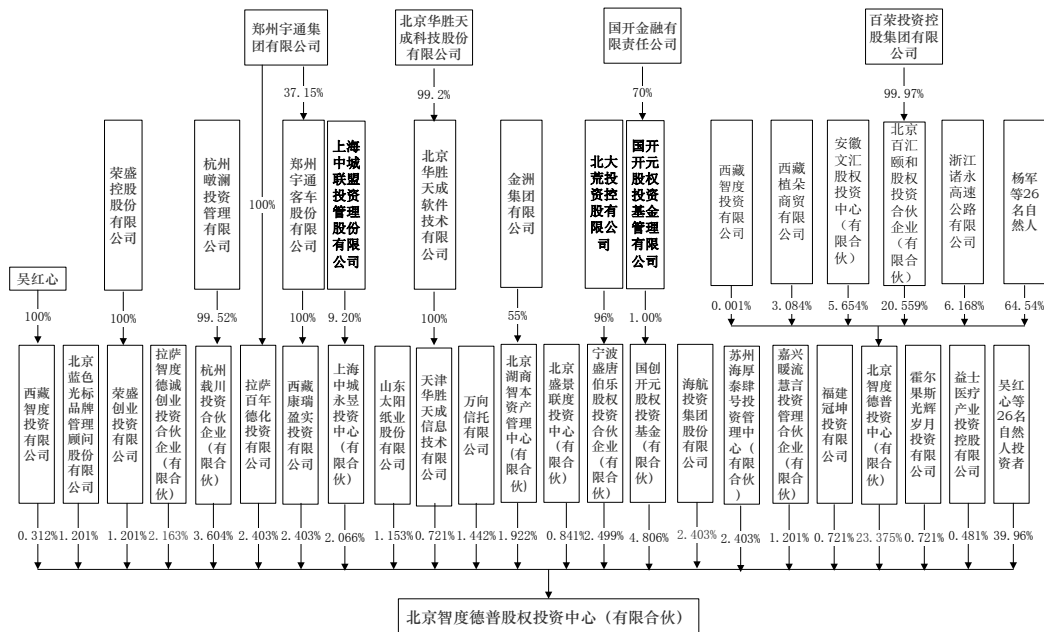 郑州宇通集
团有限公司
北京华胜天
成科技股份
有限公司
国开金融有
限责任公司
百荣投资控
股集团有限
公司
37.15%
99.2%
70%
99.97%
荣盛控股股份有限公司
杭州暾澜投资管理有限公司
100%
郑州宇通客车股份有限公司
上海中城联盟投资管理股份有限公司
北京华胜天成软件技术有限公司
金洲集团有限公司
北大荒投资控股有限公司
国开开元股权投资基金管理有限公司
西藏智度投资有限公司
西藏植朵商贸有限公司
安徽文汇股权投资中心（有限合伙）
北京百汇颐和股权投资合伙企业（有限合伙）
浙江诸永高速公路有限公司
杨军等26名自然人
吴红心
100%
100%
99.52%
100%
9.20%
100%
55%
96%
1.00%
0.001%
3.084%
5.654%
20.559%
6.168%
64.54%
西藏智度投资有限公司
北京蓝色光标品牌管理顾问股份有限公司
荣盛创业投资有限公司
拉萨智度德诚创业投资合伙企业（有限合伙）
杭州载川投资合伙企业（有限合伙）
拉萨百年德化投资有限公司
西藏康瑞盈实投资有限公司
上海中城永昱投资中心（有限合伙）
山东太阳纸业股份有限公司
天津华胜天成信息技术有限公司
万向信托有限公司
北京湖商智本资产管理中心（有限合伙）
北京盛景联度投资中心（有限合伙）
宁波盛唐伯乐股权投资合伙企业（有限合伙）
国创开元股权投资基金（有限合伙）
海航投资集团股份有限公司
苏州海厚泰肆号投资管理中心（有限合伙）
嘉兴暖流慧言投资管理合伙企业（有限合伙）
福建冠坤投资有限公司
北京智度德普投资中心（有限合伙）
霍尔果斯光辉岁月投资有限公司
益士医疗产业投资控股有限公司
吴红心等26名自然人投资者
0.312%
1.201%
1.201%
2.163%
3.604%
2.403%
2.403%
2.066%
1.153%
0.721%
1.442%
1.922%
0.841%
2.499%
4.806%
2.403%
2.403%
1.201%
0.721%
23.375%
0.721%
0.481%
39.96%
北京智度德普股权投资中心（有限合伙）